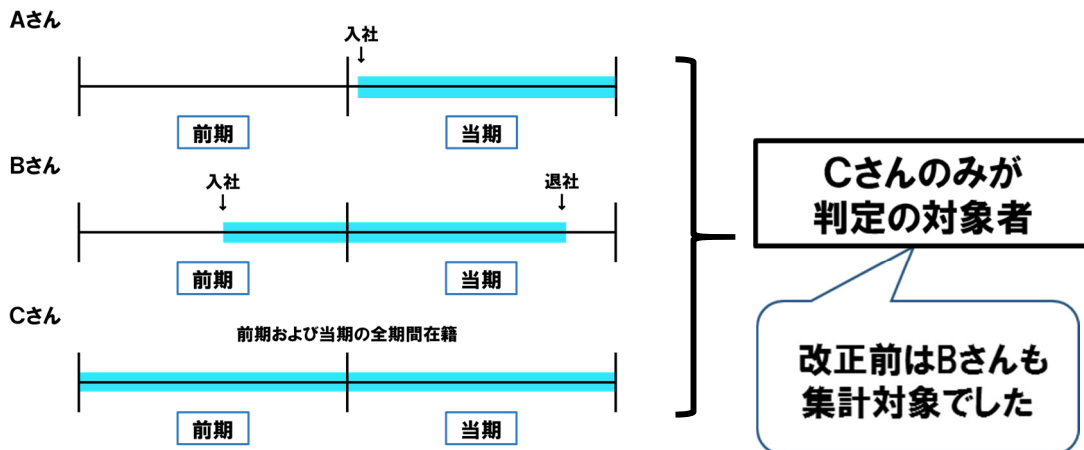 Aさん
入社
↓
前期
当期
Bさん
入社
退社
↓
↓
前期
当期
Cさん
前期および当期の全期間在籍
前期
当期
Cさんのみが
判定の対象者
改正前はBさんも
集計対象でした